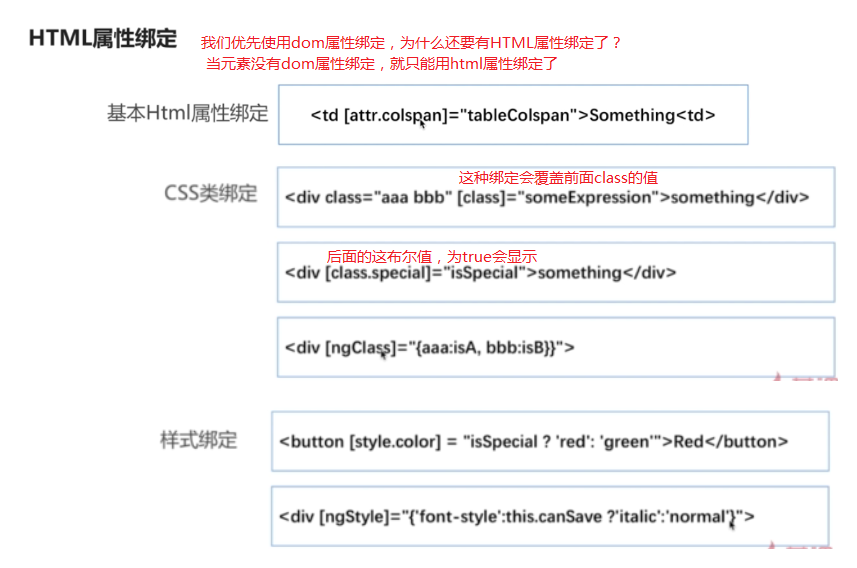 HTML属性绑定
我们优先使用dom属性绑定，为什么还要有HTML属性绑定了？
当元素没有dom属性绑定，就只能用html属性绑定了
基本Html属性绑定
<td [attr.colspan]="tableColspan">Something<td>
CSS类绑定
这种绑定会覆盖前面class的值
<div class="aaa bbb" [class]="someExpression">something</div>
后面的这布尔值，为true会显示
<div [class.special]="isSpecial">something</div>
<div [ngClass]="{aaa:isA, bbb:isB}}">
样式绑定
<button [style.color] = "isSpecial ? 'red': 'green'">Red</button>
<div [ngStyle]="{'font-style':this.canSave ?'italic':'normal'}">